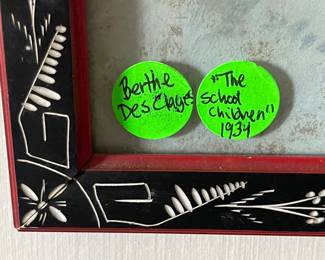 Berthe
Des Clayes
"The
School
Children"
1934